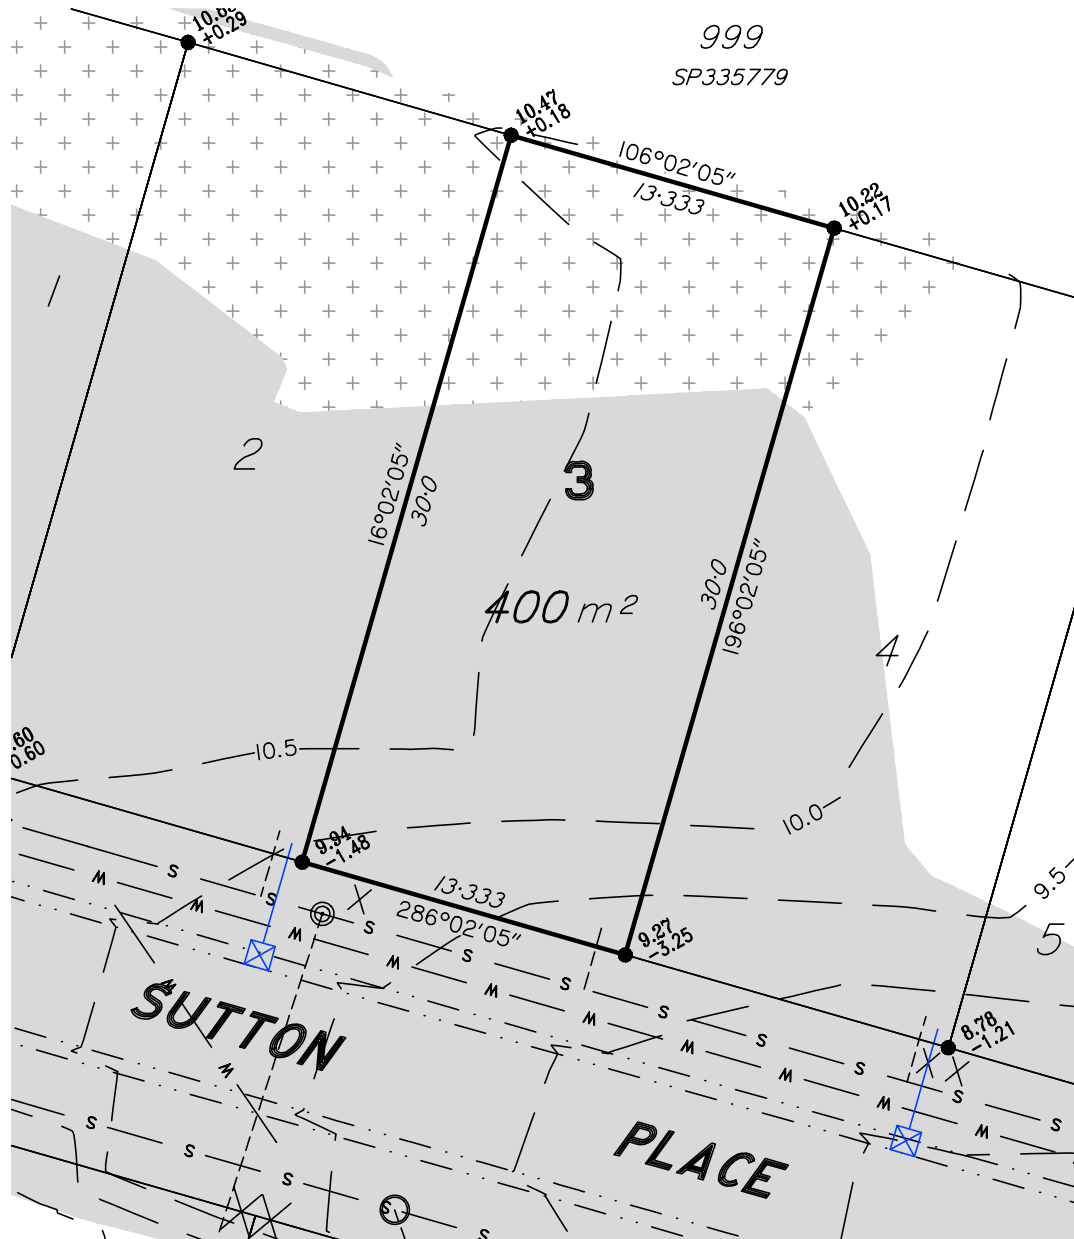 +0.29
999
SP335779
10.47
+0.18
106°02'05"
13·333
10.22
+0.17
2
3
16°02'05"
30·0
30·0
196°02'05"
400 m²
4
.60
0.60
10.5
10.0
9.94
-1.48
9.5
13·333
286°02'05"
9.27
-3.25
5
8.78
-1.21
S
W
S
W
S
W
S
W
S
W
S
W
S
W
S
W
S
W
S
W
SUTTON
PLACE
W
W
S
S
S
S
S